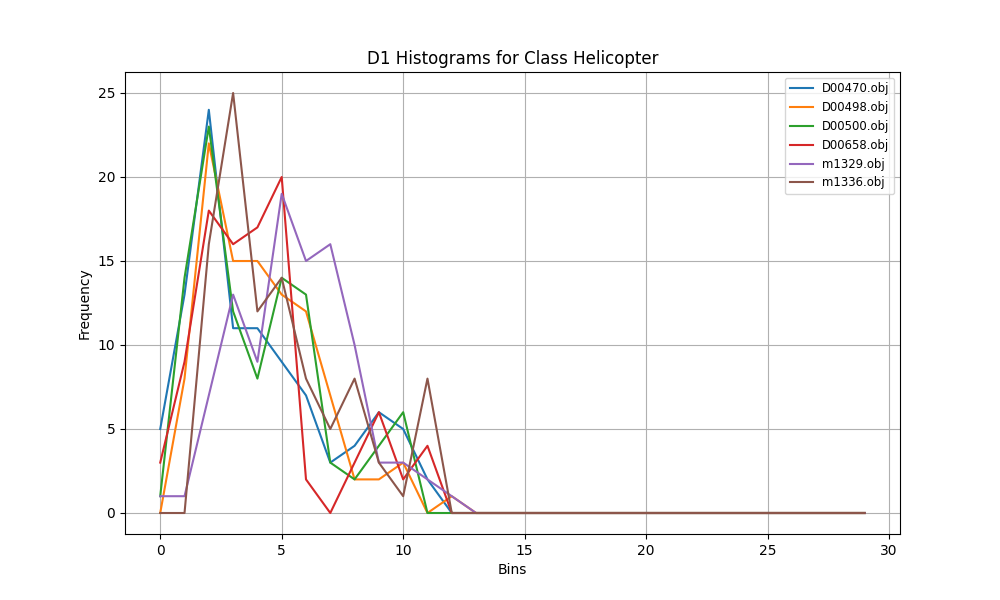 D1 Histograms for Class Helicopter
D00470.obj
D00498.obj
D00500.obj
D00658.obj
m1329.obj
m1336.obj
25
20
15
10
5
0
Frequency
0 5 10 15 20 25 30
Bins